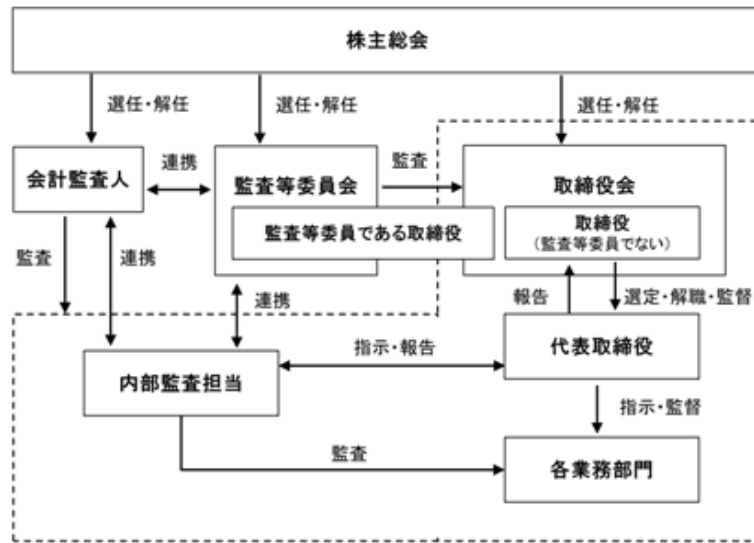 株主総会
選任・解任
選任・解任
選任・解任
会計監査人
連携
監査等委員会
監査
取締役会
監査等委員である取締役
取締役
(監査等委員でない)
監査
連携
連携
報告
選定・解職・監督
内部監査担当
指示・報告
代表取締役
指示・監督
監査
各業務部門